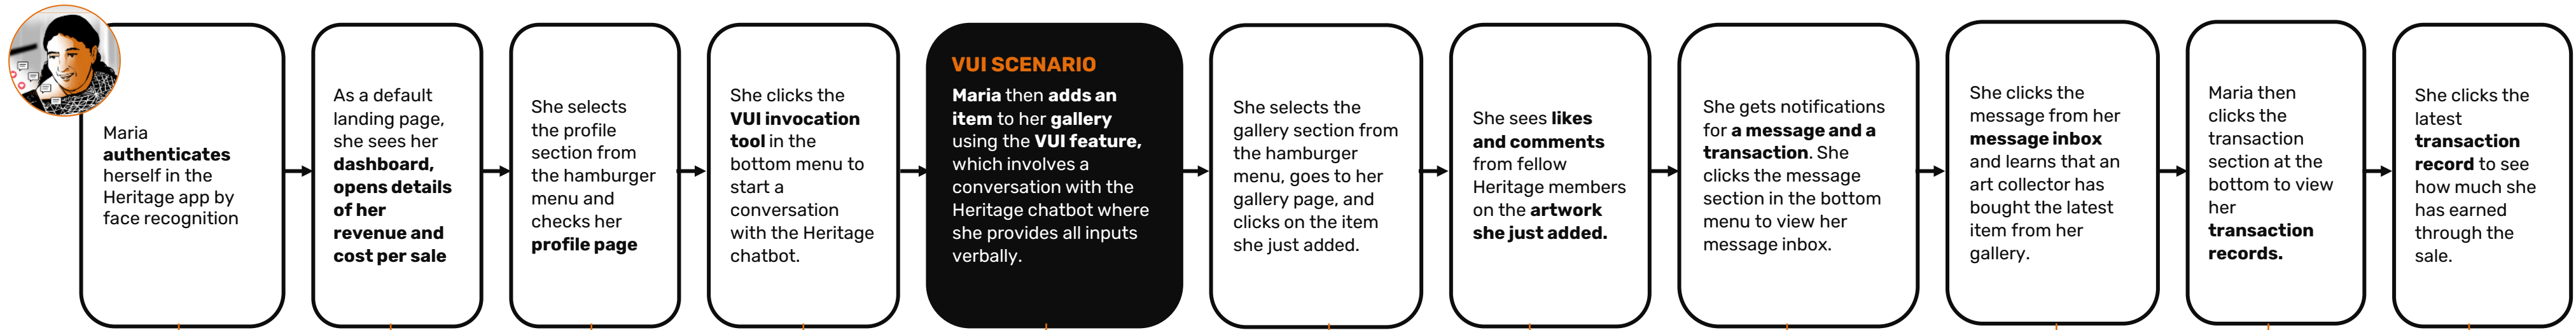 Maria
authenticates
herself in the
Heritage app by
face recognition
As a default
landing page,
she sees her
dashboard,
opens details
of her
revenue and
cost per sale
She selects
the profile
section from
the hamburger
menu and
checks her
profile page
She clicks the
VUI invocation
tool in the
bottom menu to
start a
conversation
with the Heritage
chatbot.
VUI SCENARIO
Maria then adds an
item to her gallery
using the VUI feature,
which involves a
conversation with the
Heritage chatbot where
she provides all inputs
verbally.
She selects the
gallery section from
the hamburger
menu, goes to her
gallery page, and
clicks on the item
she just added.
She sees likes
and comments
from fellow
Heritage members
on the artwork
she just added.
She gets notifications
for a message and a
transaction. She
clicks the message
section in the bottom
menu to view her
message inbox.
She clicks the
message from her
message inbox
and learns that an
art collector has
bought the latest
item from her
gallery.
Maria then
clicks the
transaction
section at the
bottom to view
her
transaction
records.
She clicks the
latest
transaction
record to see
how much she
has earned
through the
sale.